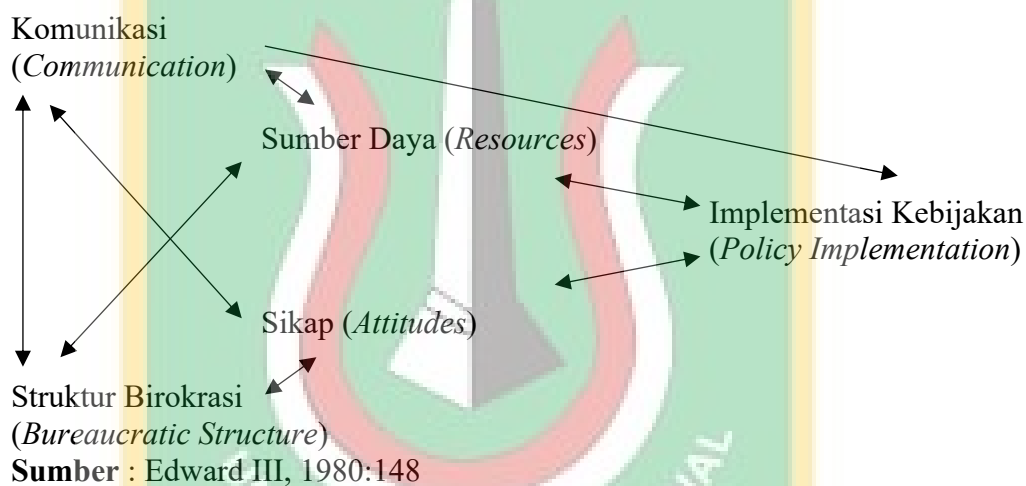 Komunikasi
(Communication)
Sumber Daya (Resources)
Implementasi Kebijakan
(Policy Implementation)
Sikap (Attitudes)
Struktur Birokrasi
(Bureaucratic Structure)
Sumber : Edward III, 1980:148